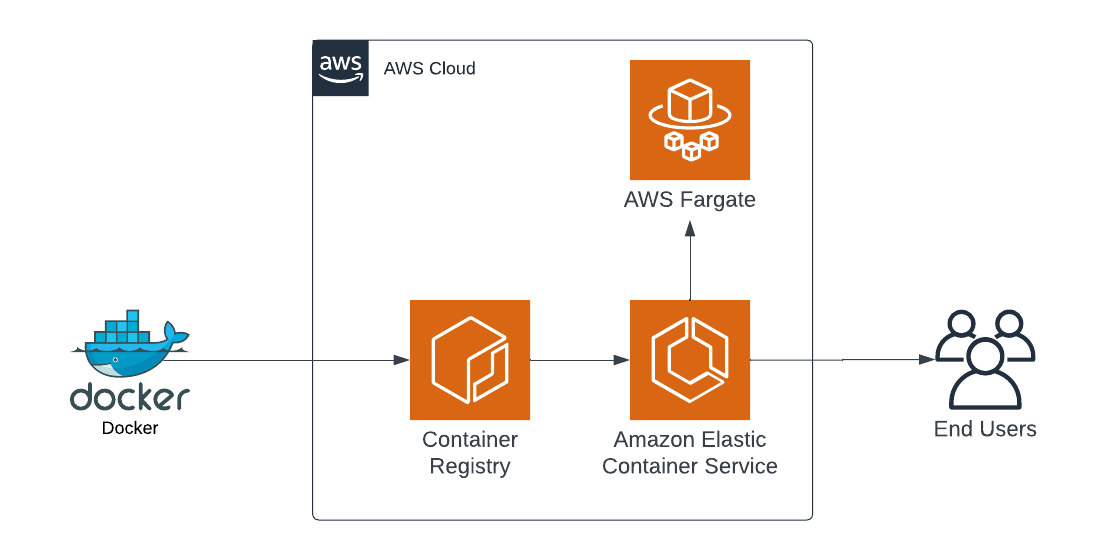 aws
AWS Cloud
AWS Fargate
docker
Docker
Container
Registry
Amazon Elastic
Container Service
End Users